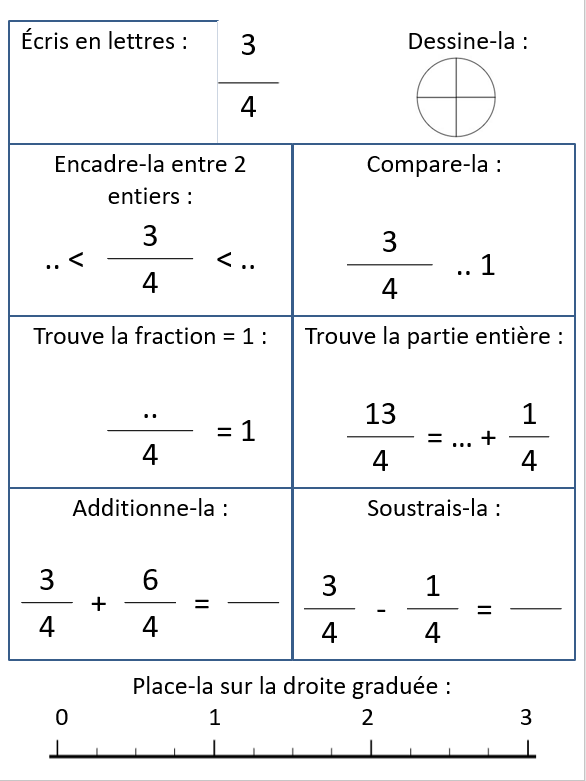 Écris en lettres :
3
4
Dessine-la :
Encadre-la entre 2
entiers :
.. < 3/4 < ..
Compare-la :
3/4 .. 1
Trouve la fraction = 1 :
../4 = 1
Trouve la partie entière :
13/4 = ... + 1/4
Additionne-la :
3/4 + 6/4 =
Soustrais-la :
3/4 - 1/4 =
Place-la sur la droite graduée :
0 1 2 3